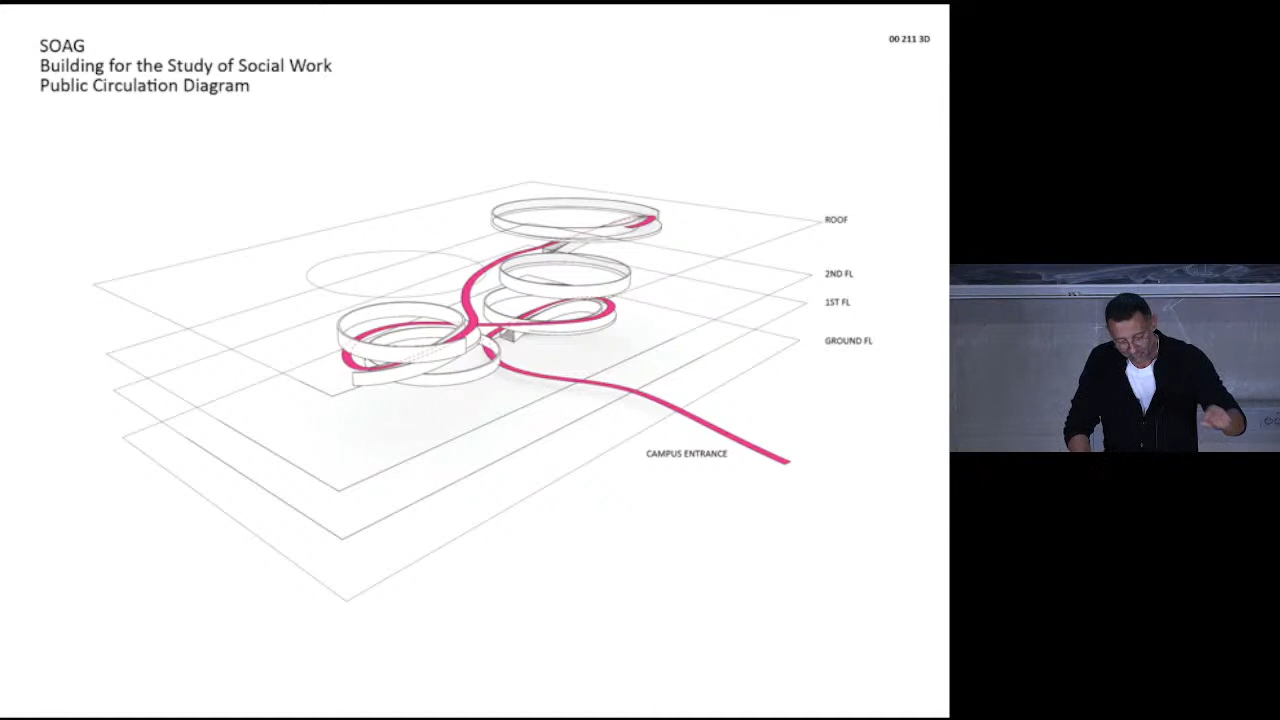 SOAG
Building for the Study of Social Work
Public Circulation Diagram
00 211 3D
ROOF
2ND FL
1ST FL
GROUND FL
CAMPUS ENTRANCE